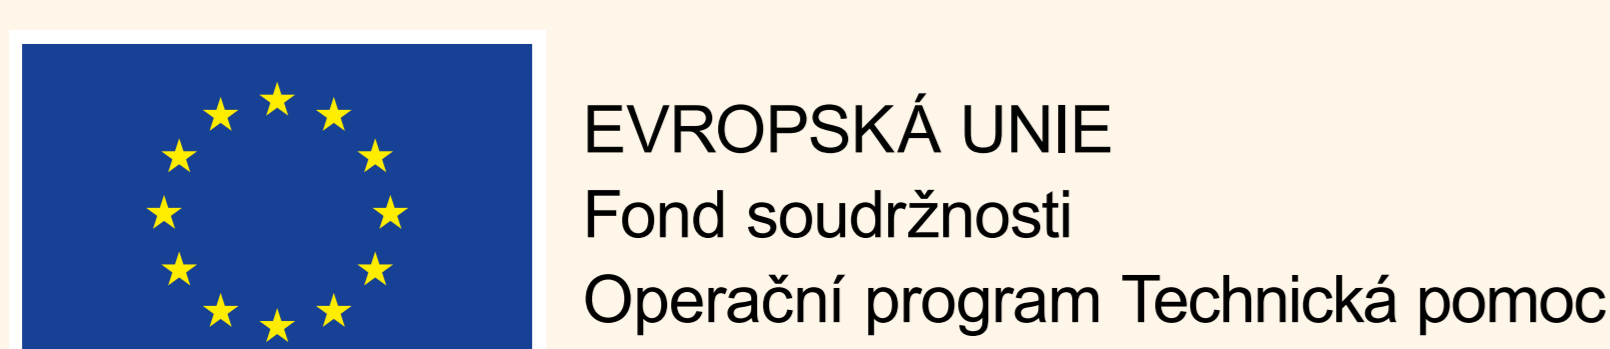 EVROPSKÁ UNIE
Fond soudržnosti
Operační program Technická pomoc